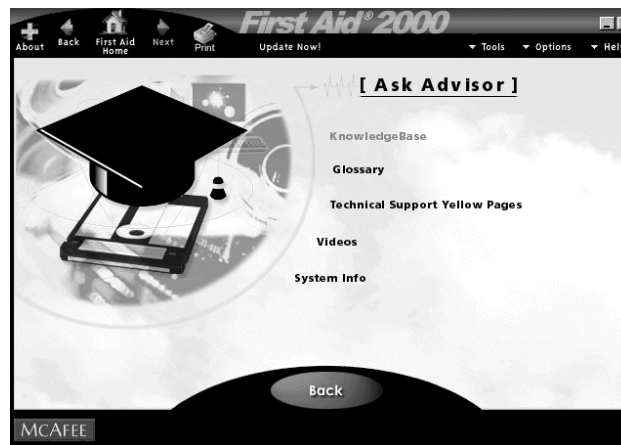 First Aid® 2000
About
Back
First Aid
Home
Next
Print
Update Now!
Tools
Options
[ Ask Advisor ]
KnowledgeBase
Glossary
Technical Support Yellow Pages
Videos
System Info
Back
MCAFEE